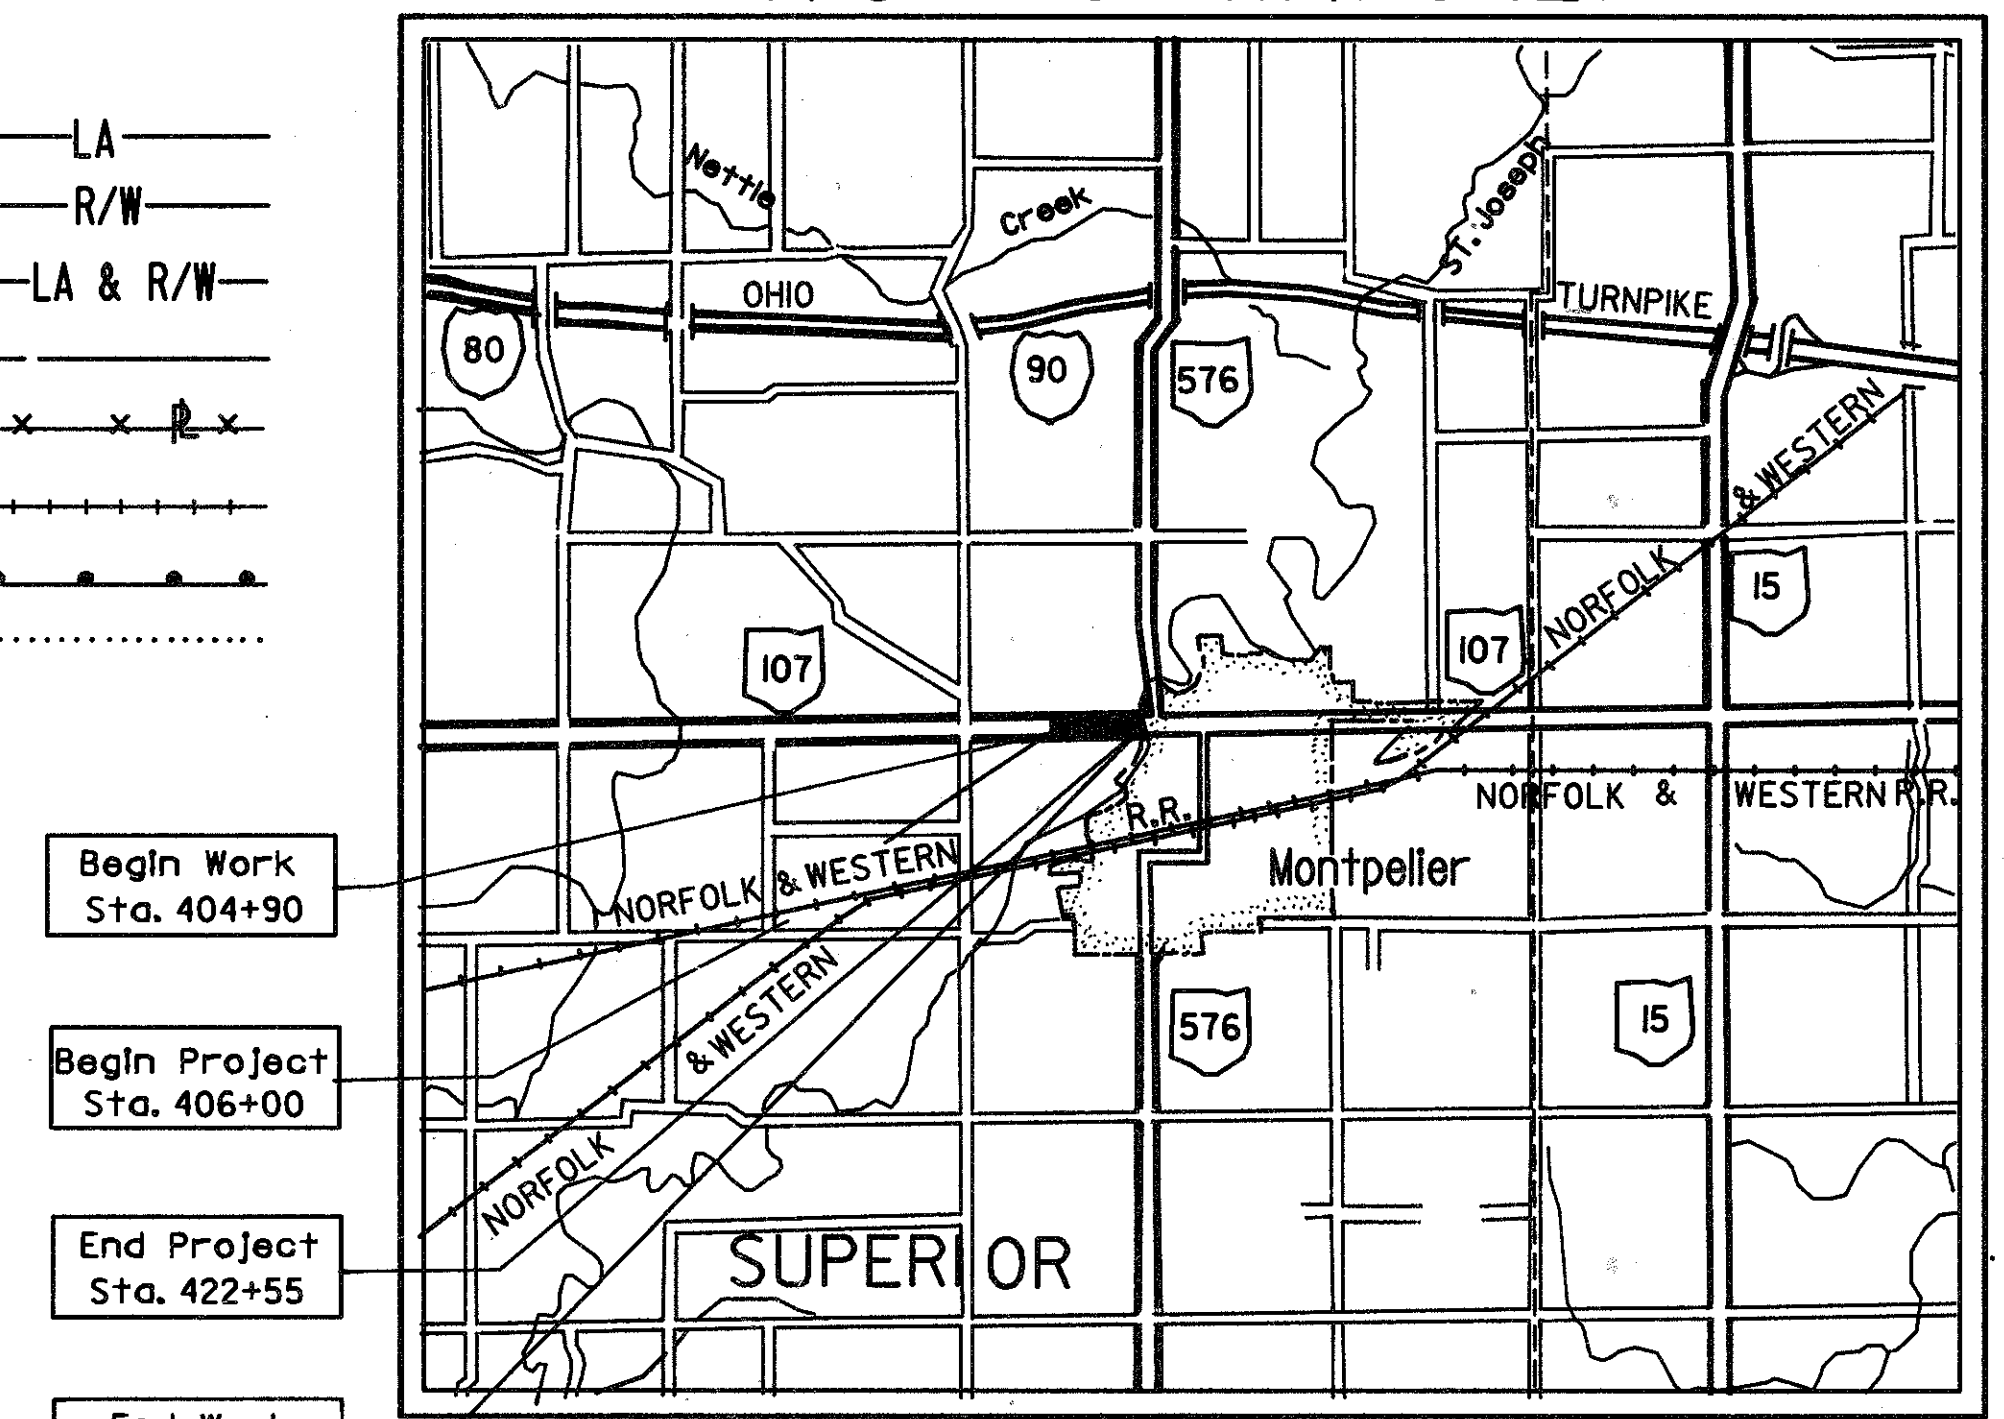 LA
R/W
LA & R/W
PL
Begin Work
Sta. 404+90
Begin Project
Sta. 406+00
End Project
Sta. 422+55
Nettle
Creek
ST. Joseph
OHIO
TURNPIKE
80
90
576
& WESTERN
NORFOLK
15
107
107
R.R.
NORFOLK & WESTERN R.R.
NORFOLK & WESTERN
Montpelier
& WESTERN
NORFOLK
576
15
SUPERIOR